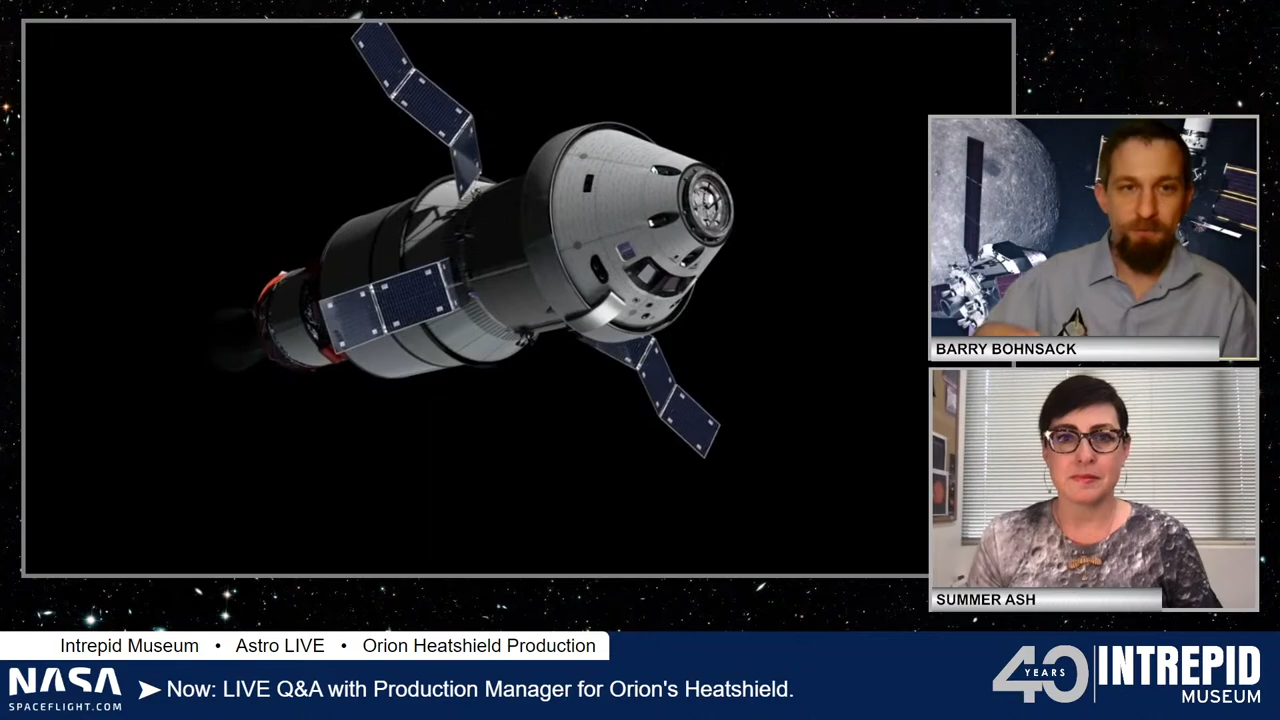 BARRY BOHNSACK
SUMMER ASH
Intrepid Museum • Astro LIVE • Orion Heatshield Production
NASA
SPACEFLIGHT.COM
Now: LIVE Q&A with Production Manager for Orion's Heatshield.
40
YEARS
INTREPID
MUSEUM